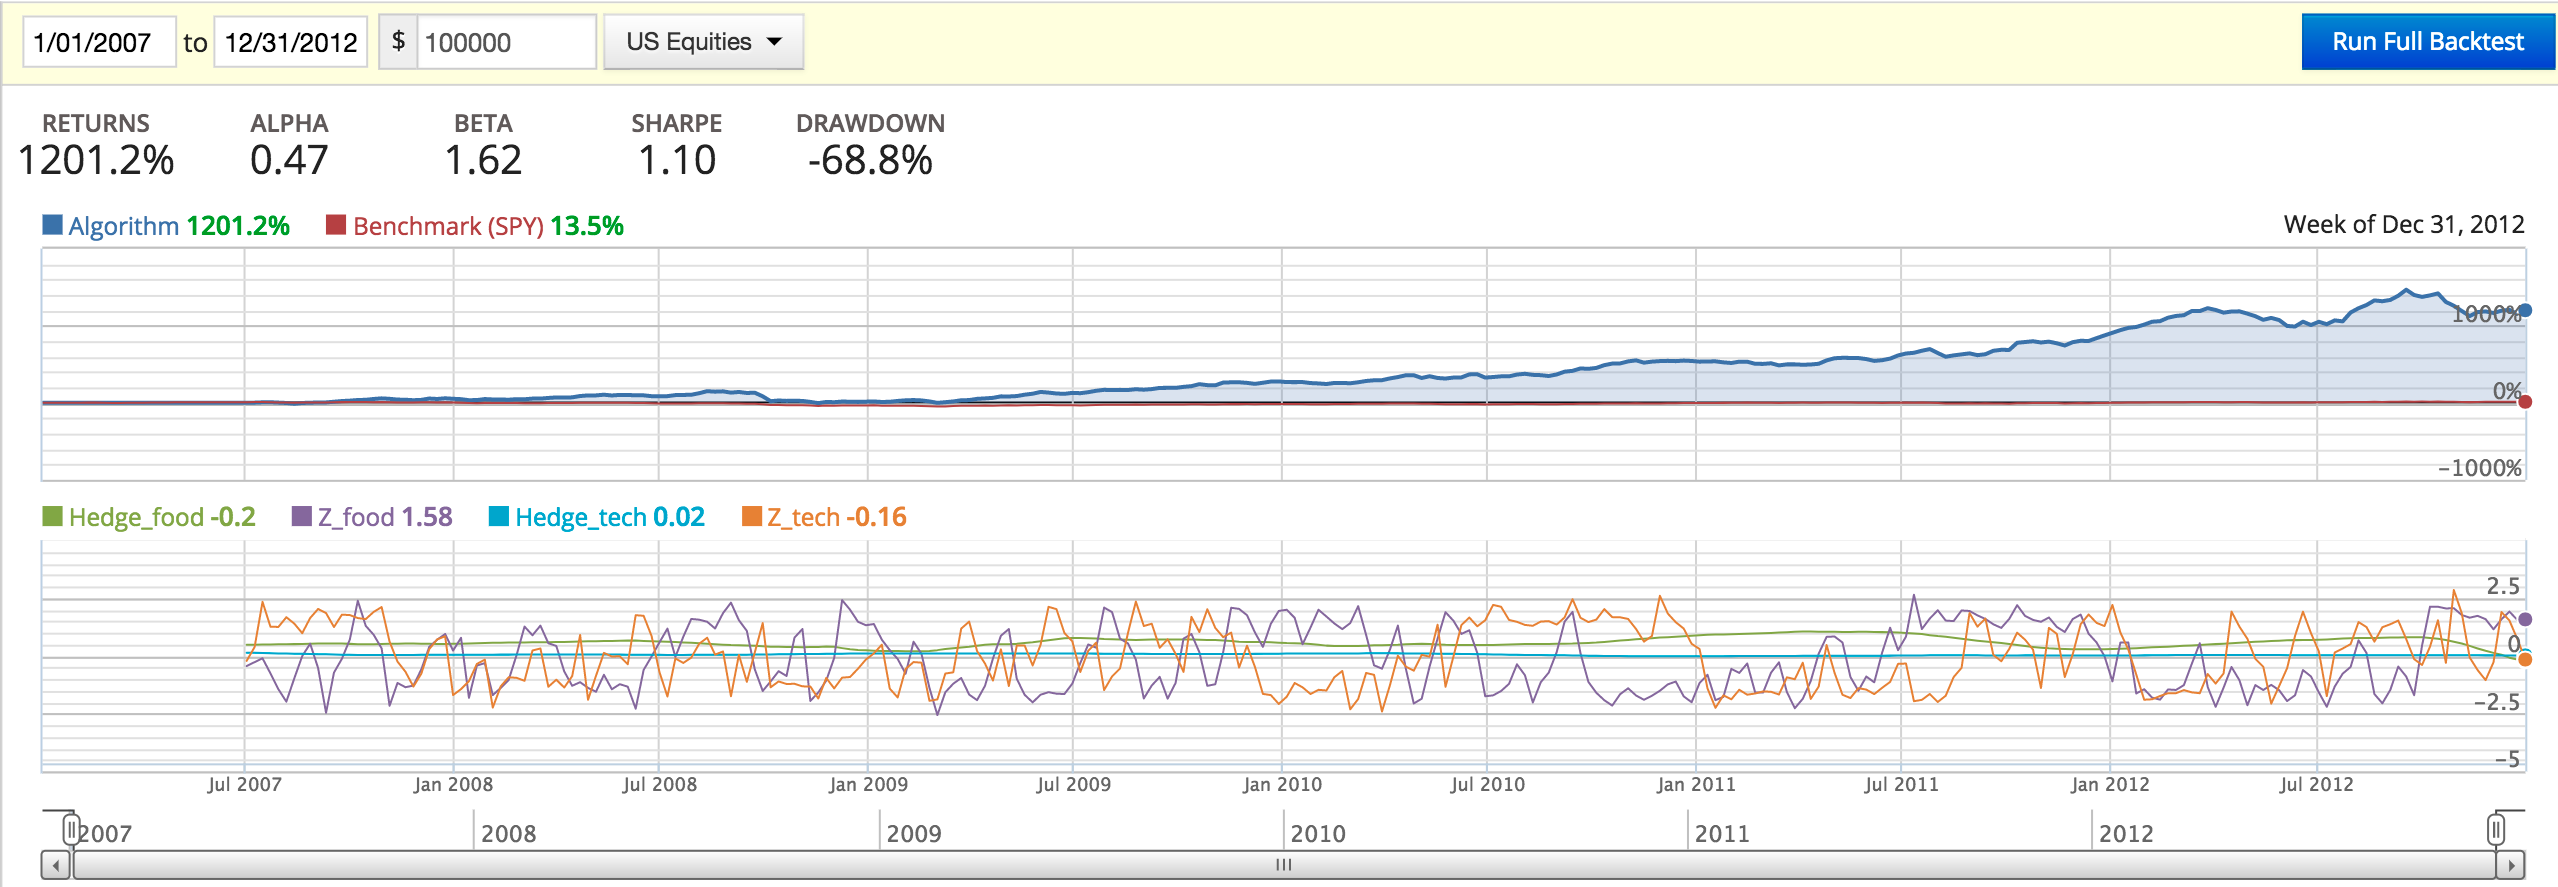 1/01/2007 to 12/31/2012 $ 100000 US Equities Run Full Backtest
RETURNS ALPHA BETA SHARPE DRAWDOWN
1201.2% 0.47 1.62 1.10 -68.8%
Algorithm 1201.2% Benchmark (SPY) 13.5% Week of Dec 31, 2012
1000%
0%
-1000%
Hedge_food -0.2 Z_food 1.58 Hedge_tech 0.02 Z_tech -0.16
2.5
0
-2.5
-5
Jul 2007 Jan 2008 Jul 2008 Jan 2009 Jul 2009 Jan 2010 Jul 2010 Jan 2011 Jul 2011 Jan 2012 Jul 2012
2007 2008 2009 2010 2011 2012